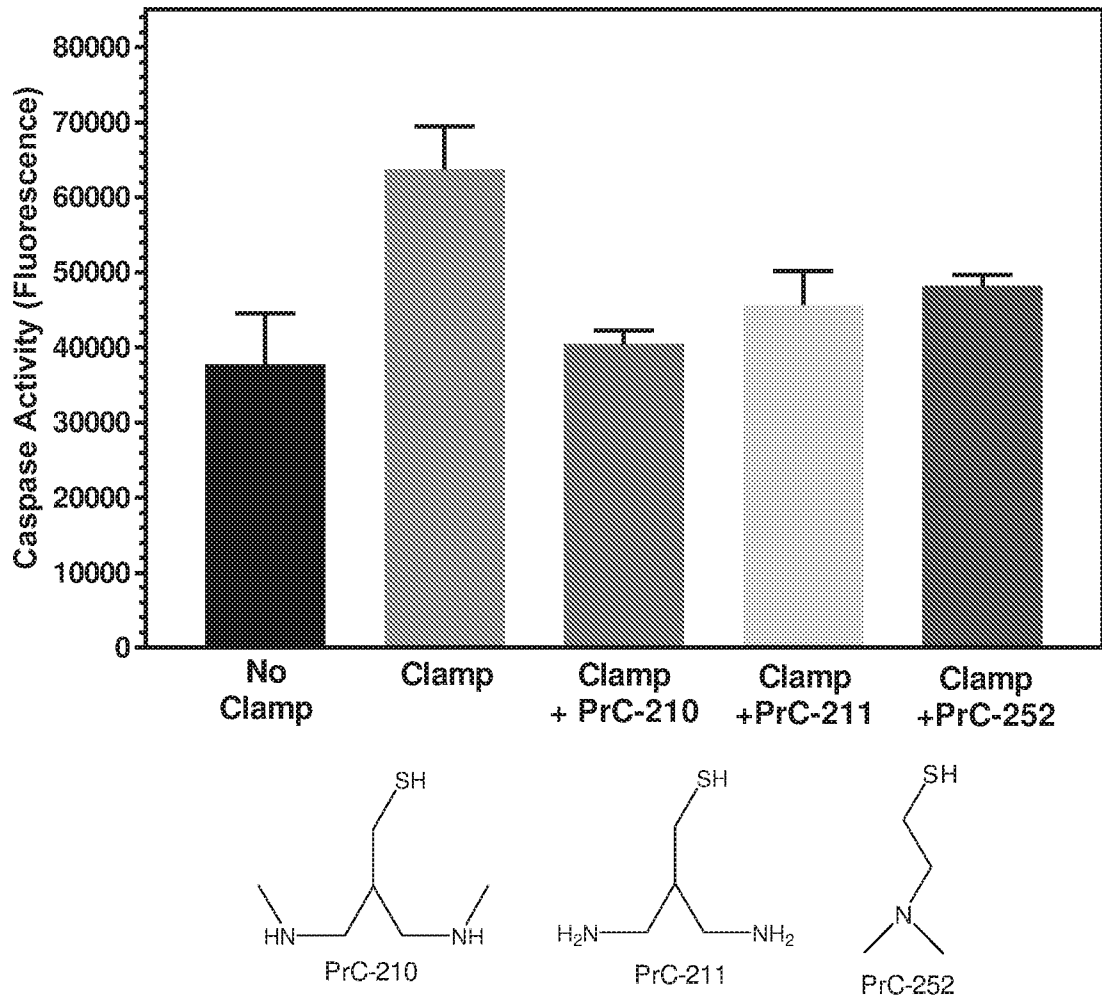 Caspase Activity (Fluorescence)
80000
70000
60000
50000
40000
30000
20000
10000
0
No
Clamp
Clamp
Clamp
+ PrC-210
Clamp
+PrC-211
Clamp
+PrC-252
SH
HN
NH
PrC-210
SH
H₂N
NH₂
PrC-211
SH
N
PrC-252